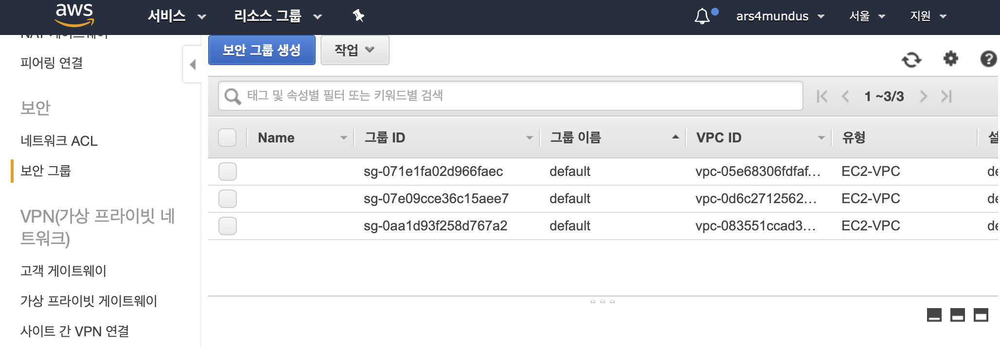 aws 서비스 리소스 그룹 ars4mundus 서울 지원
NAT 게이트웨이
피어링 연결
보안
네트워크 ACL
보안 그룹
VPN(가상 프라이빗 네
트워크)
고객 게이트웨이
가상 프라이빗 게이트웨이
사이트 간 VPN 연결
보안 그룹 생성 작업
태그 및 속성별 필터 또는 키워드별 검색 1 ~3/3
Name 그룹 ID 그룹 이름 VPC ID 유형
sg-071e1fa02d966faec default vpc-05e68306fdfaf... EC2-VPC de
sg-07e09cce36c15aee7 default vpc-0d6c2712562... EC2-VPC de
sg-0aa1d93f258d767a2 default vpc-083551ccad3... EC2-VPC de